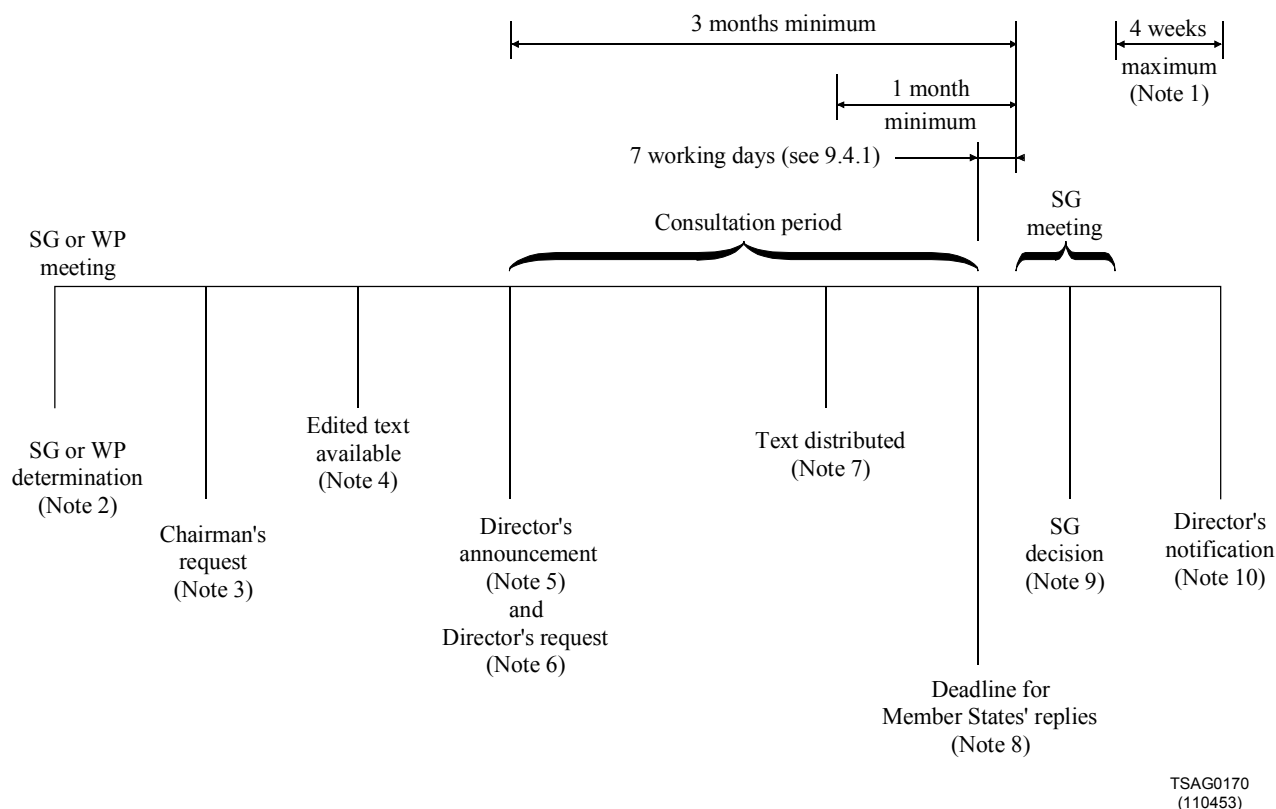 3 months minimum
4 weeks
maximum
(Note 1)
1 month
minimum
7 working days (see 9.4.1)
SG
meeting
Consultation period
SG or WP
meeting
Edited text
available
(Note 4)
Text distributed
(Note 7)
SG or WP
determination
(Note 2)
Chairman's
request
(Note 3)
Director's
announcement
(Note 5)
and
Director's request
(Note 6)
SG
decision
(Note 9)
Director's
notification
(Note 10)
Deadline for
Member States' replies
(Note 8)
TSAG0170
(110453)